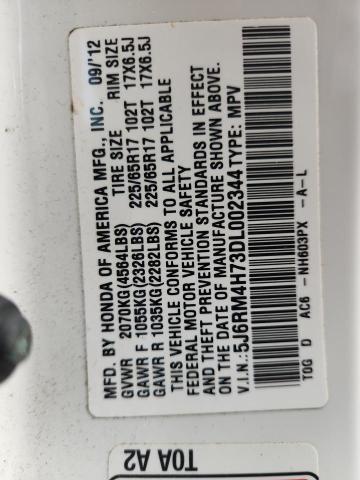 MFD. BY HONDA OF AMERICA MFG., INC. 09/'12
TIRE SIZE RIM SIZE
GVWR 2070KG(4564LBS)
GAWR F 1055KG(2326LBS) 225/65R17 102T 17X6.5J
GAWR R 1035KG(2282LBS) 225/65R17 102T 17X6.5J
THIS VEHICLE CONFORMS TO ALL APPLICABLE
FEDERAL MOTOR VEHICLE SAFETY
AND THEFT PREVENTION STANDARDS IN EFFECT
ON THE DATE OF MANUFACTURE SHOWN ABOVE.
V.I.N.: 5J6RM4H73DL002344 TYPE: MPV
T0G D AC6 -NH603PX -A-L
T0A A2